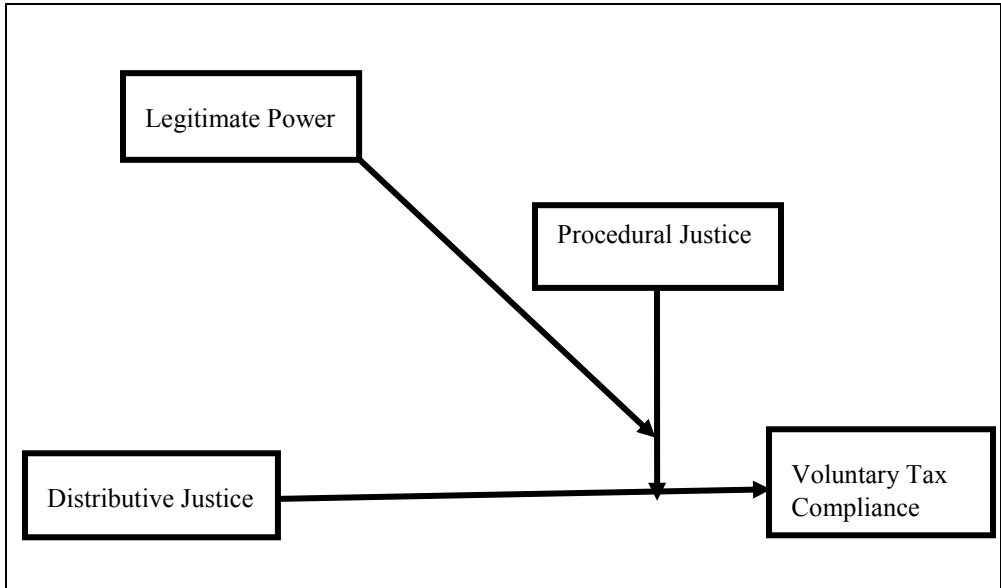 Legitimate Power
Procedural Justice
Distributive Justice
Voluntary Tax
Compliance